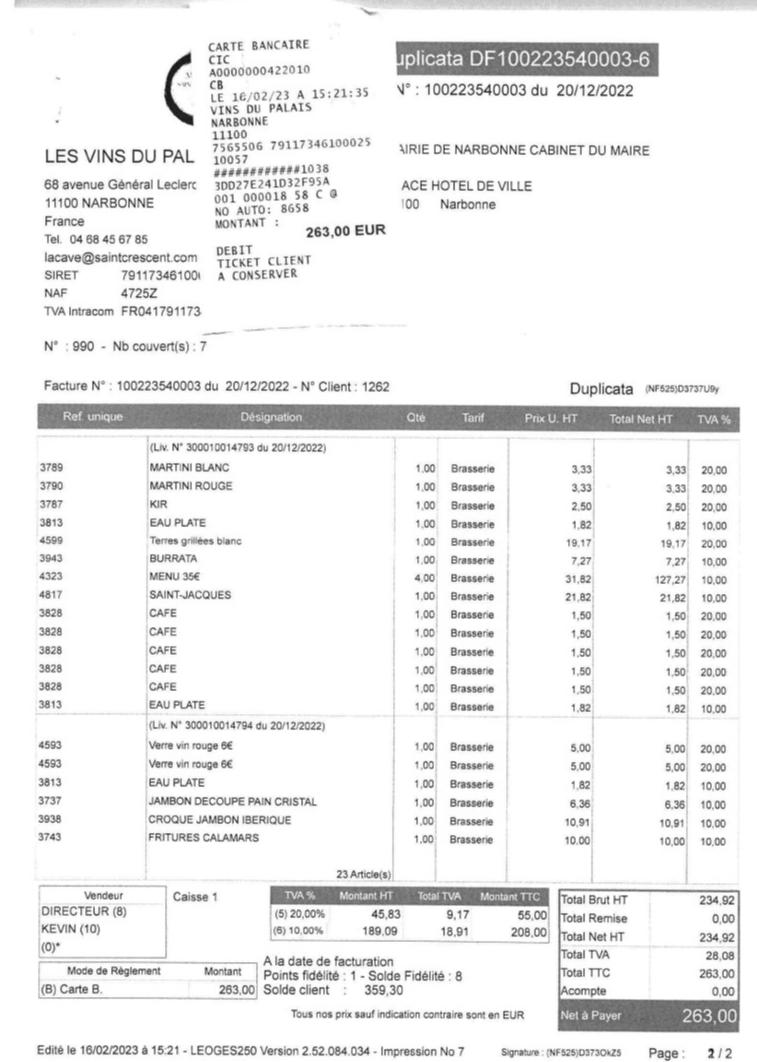 CARTE BANCAIRE
CIC
A0000000422010
CB
LE 16/02/23 A 15:21:35
VINS DU PALAIS
NARBONNE
11100
7565506 79117346100025
10057
############1038
3DD27E241D32F95A
001 000018 58 C @
NO AUTO: 8658
MONTANT :
263,00 EUR
DEBIT
TICKET CLIENT
A CONSERVER
uplicata DF100223540003-6
N° : 100223540003 du 20/12/2022
AIRIE DE NARBONNE CABINET DU MAIRE
ACE HOTEL DE VILLE
100 Narbonne
LES VINS DU PAL
68 avenue Général Leclerc
11100 NARBONNE
France
Tel. 04 68 45 67 85
lacave@saintcrescent.com
SIRET 7911734610
NAF 4725Z
TVA Intracom FR041791173
N° : 990 - Nb couvert(s) : 7
Facture N° : 100223540003 du 20/12/2022 - N° Client : 1262
Duplicata (NF525)D3737U9y
Ref. unique Désignation Qté Tarif Prix U. HT Total Net HT TVA %
(Liv. N° 300010014793 du 20/12/2022)
3789 MARTINI BLANC 1,00 Brasserie 3,33 3,33 20,00
3790 MARTINI ROUGE 1,00 Brasserie 3,33 3,33 20,00
3787 KIR 1,00 Brasserie 2,50 2,50 20,00
3813 EAU PLATE 1,00 Brasserie 1,82 1,82 10,00
4599 Terres grillées blanc 1,00 Brasserie 19,17 19,17 20,00
3943 BURRATA 1,00 Brasserie 7,27 7,27 10,00
4323 MENU 35€ 4,00 Brasserie 31,82 127,27 10,00
4817 SAINT-JACQUES 1,00 Brasserie 21,82 21,82 10,00
3828 CAFE 1,00 Brasserie 1,50 1,50 20,00
3828 CAFE 1,00 Brasserie 1,50 1,50 20,00
3828 CAFE 1,00 Brasserie 1,50 1,50 20,00
3828 CAFE 1,00 Brasserie 1,50 1,50 20,00
3828 CAFE 1,00 Brasserie 1,50 1,50 20,00
3813 EAU PLATE 1,00 Brasserie 1,82 1,82 10,00
(Liv. N° 300010014794 du 20/12/2022)
4593 Verre vin rouge 6€ 1,00 Brasserie 5,00 5,00 20,00
4593 Verre vin rouge 6€ 1,00 Brasserie 5,00 5,00 20,00
3813 EAU PLATE 1,00 Brasserie 1,82 1,82 10,00
3737 JAMBON DECOUPE PAIN CRISTAL 1,00 Brasserie 6,36 6,36 10,00
3938 CROQUE JAMBON IBERIQUE 1,00 Brasserie 10,91 10,91 10,00
3743 FRITURES CALAMARS 1,00 Brasserie 10,00 10,00 10,00
23 Article(s)
Vendeur
DIRECTEUR (8)
KEVIN (10)
(0)*
Caisse 1
TVA % Montant HT Total TVA Montant TTC
(5) 20,00% 45,83 9,17 55,00
(6) 10,00% 189,09 18,91 208,00
Mode de Règlement Montant
(B) Carte B. 263,00
A la date de facturation
Points fidélité : 1 - Solde Fidélité : 8
Solde client : 359,30
Tous nos prix sauf indication contraire sont en EUR
Total Brut HT 234,92
Total Remise 0,00
Total Net HT 234,92
Total TVA 28,08
Total TTC 263,00
Acompte 0,00
Net à Payer 263,00
Edité le 16/02/2023 à 15:21 - LEOGES250 Version 2.52.084.034 - Impression No 7
Signature : (NF525)D373OkZ5
Page : 2 / 2